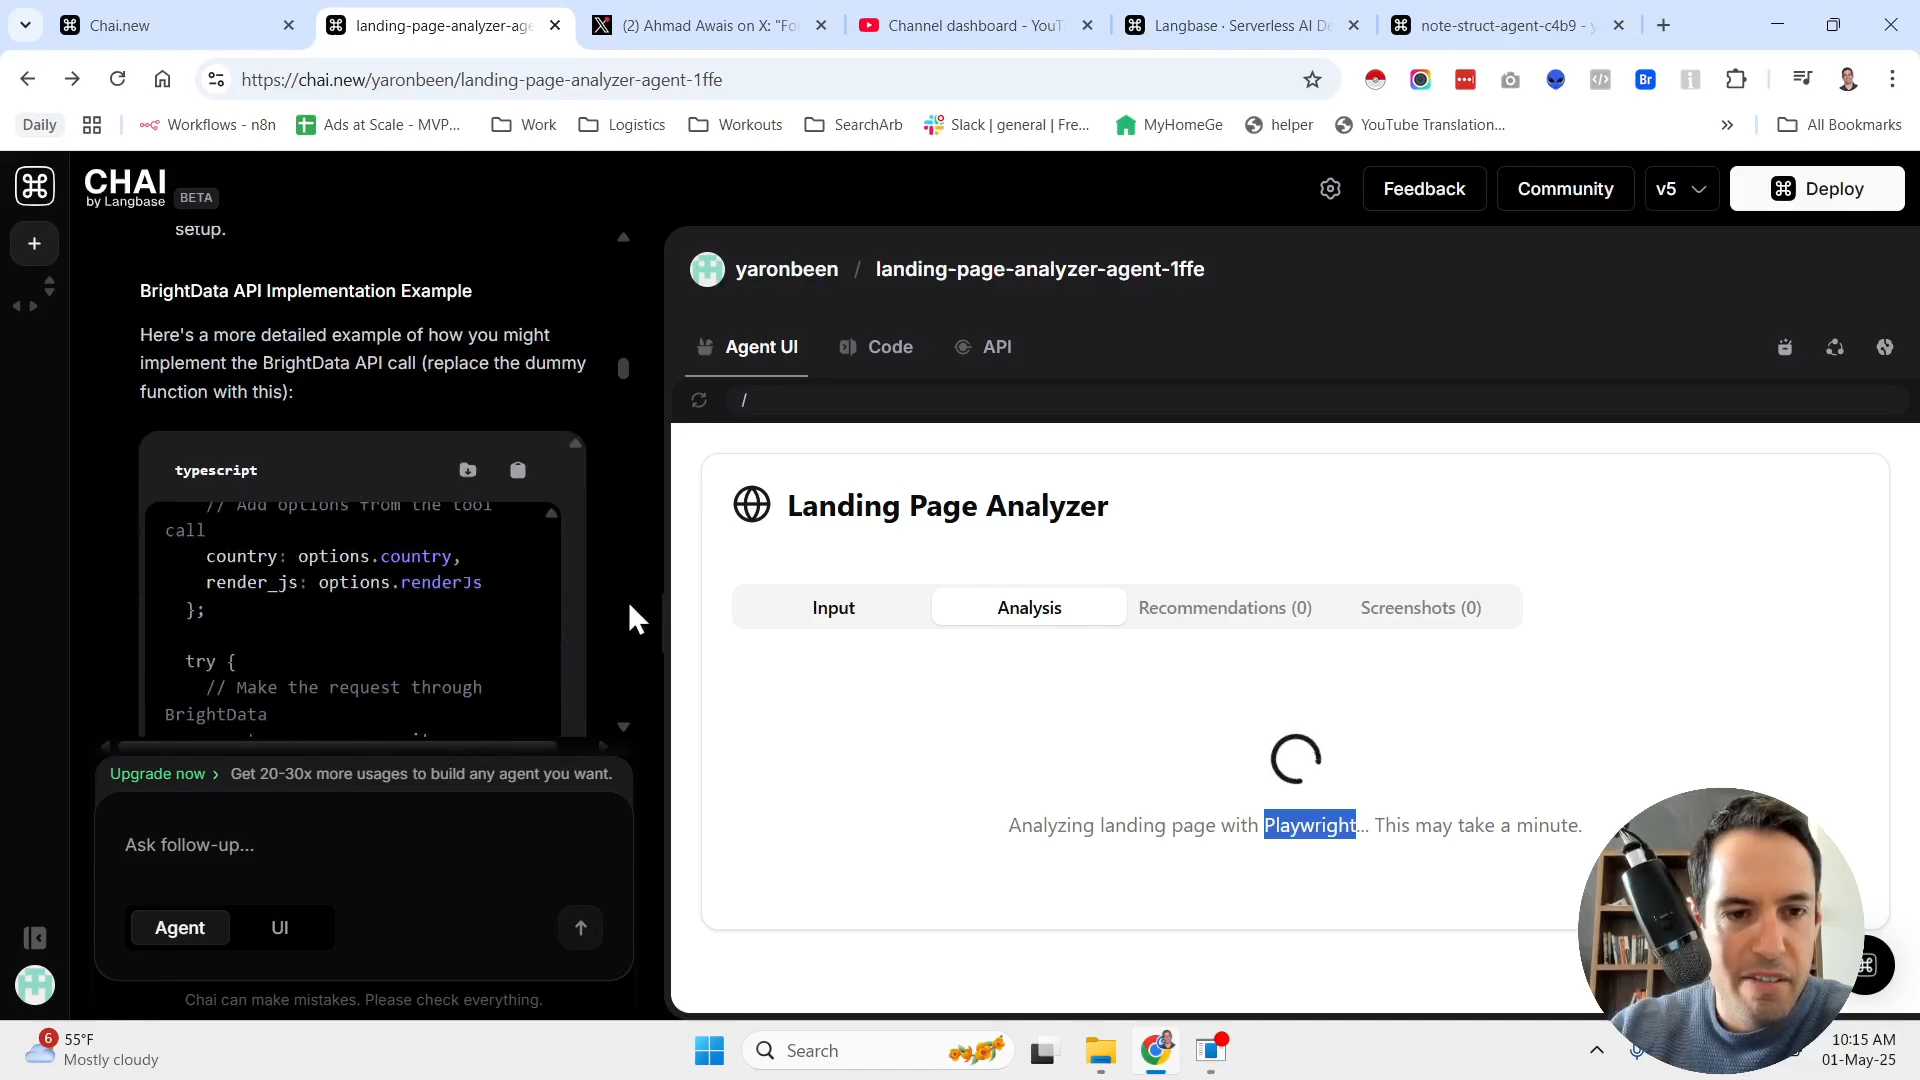 Chai.new
landing-page-analyzer-age
(2) Ahmad Awais on X: "Fo
Channel dashboard - YouT
Langbase · Serverless AI De
note-struct-agent-c4b9 - y
https://chai.new/yaronbeen/landing-page-analyzer-agent-1ffe
Br
Daily
Workflows - n8n
Ads at Scale - MVP...
Work
Logistics
Workouts
SearchArb
Slack | general | Fre...
MyHomeGe
helper
YouTube Translation...
All Bookmarks
CHAI
by Langbase
BETA
Feedback
Community
v5
Deploy
setup.
BrightData API Implementation Example
Here's a more detailed example of how you might
implement the BrightData API call (replace the dummy
function with this):
typescript
// Add options from the tool
call
country: options.country,
render_js: options.renderJs
};
try {
// Make the request through
BrightData
Upgrade now ›
Get 20-30x more usages to build any agent you want.
Ask follow-up...
Agent
UI
Chai can make mistakes. Please check everything.
yaronbeen / landing-page-analyzer-agent-1ffe
Agent UI
Code
API
/
Landing Page Analyzer
Input
Analysis
Recommendations (0)
Screenshots (0)
Analyzing landing page with Playwright... This may take a minute.
6
55°F
Mostly cloudy
Search
10:15 AM
01-May-25